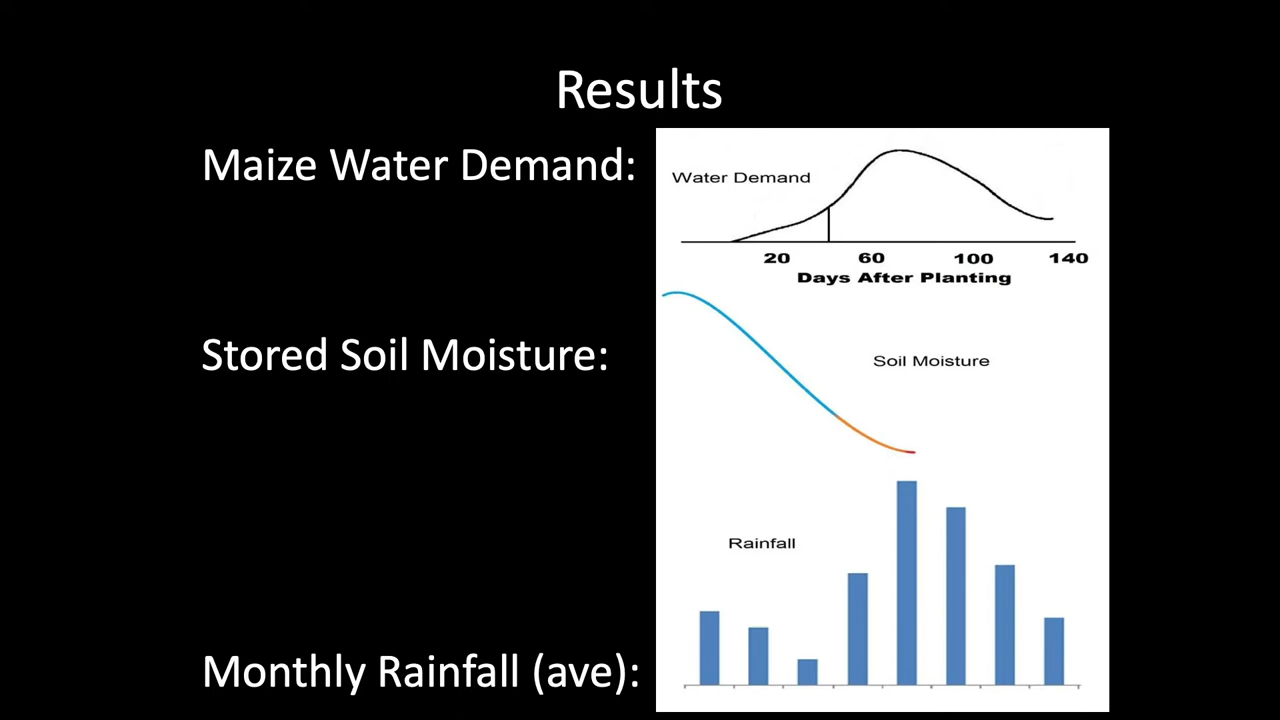 Results
Maize Water Demand:
Water Demand
20 60 100 140
Days After Planting
Stored Soil Moisture:
Soil Moisture
Rainfall
Monthly Rainfall (ave):